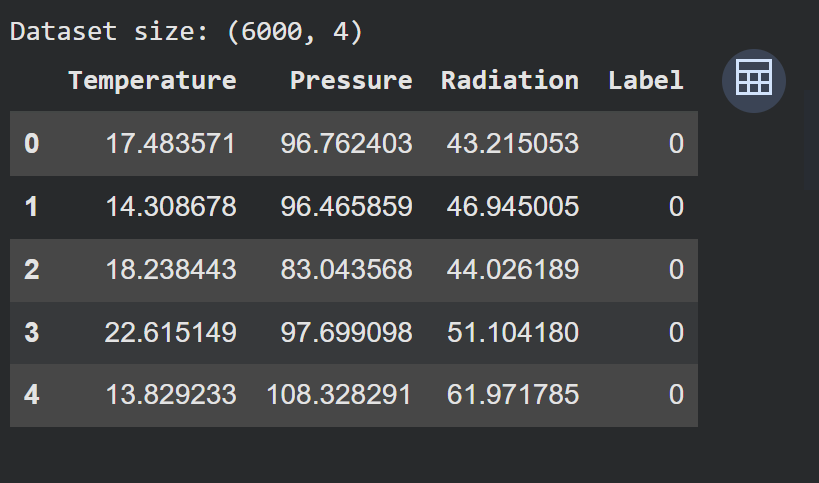 Dataset size: (6000, 4)
Temperature Pressure Radiation Label
0 17.483571 96.762403 43.215053 0
1 14.308678 96.465859 46.945005 0
2 18.238443 83.043568 44.026189 0
3 22.615149 97.699098 51.104180 0
4 13.829233 108.328291 61.971785 0